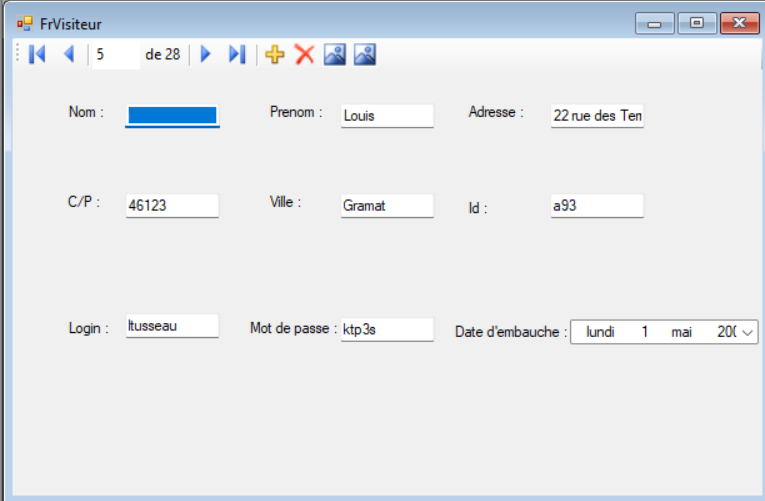 FrVisiteur
5 de 28
Nom : Prenom : Louis Adresse : 22 rue des Ten
C/P : 46123 Ville : Gramat Id : a93
Login : ltusseau Mot de passe : ktp3s Date d'embauche : lundi 1 mai 200